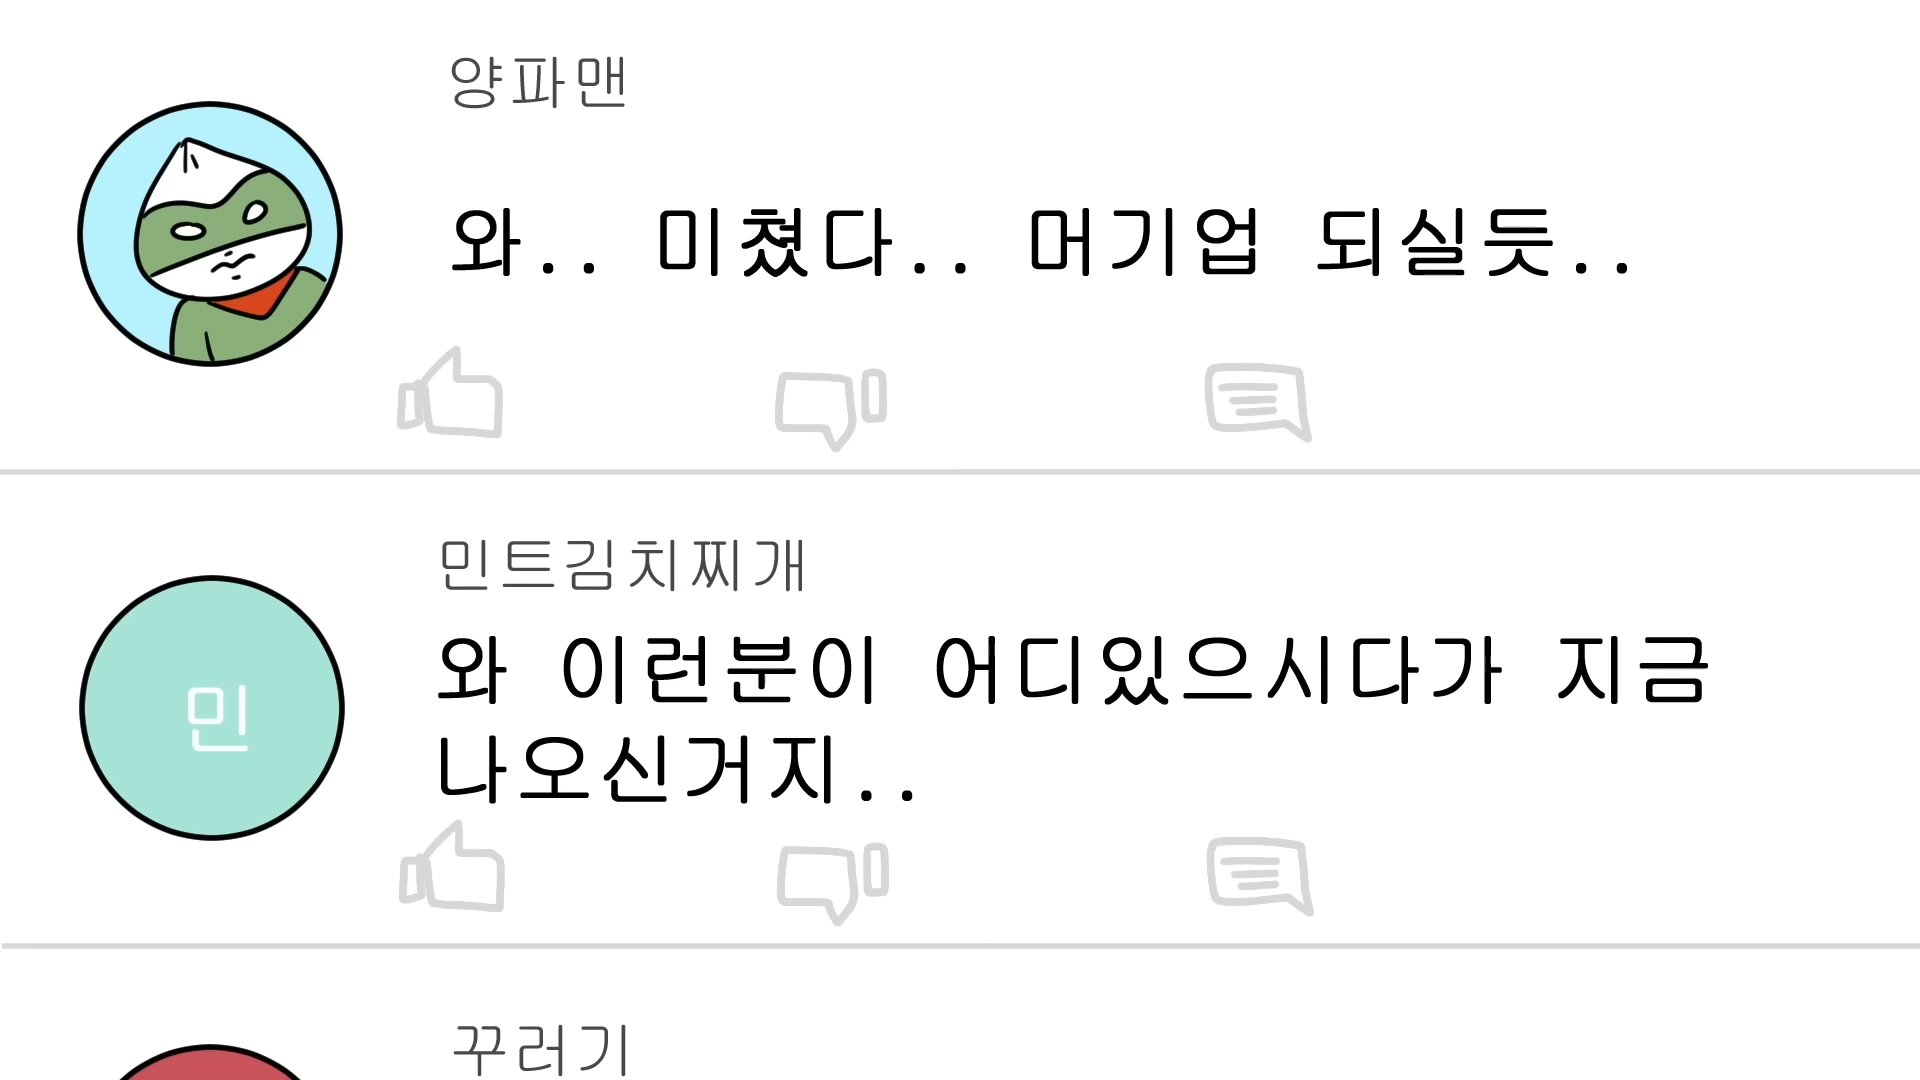 양파맨
와.. 미쳤다.. 머기업 되실듯..
민트김치찌개
민
와 이런분이 어디있으시다가 지금
나오신거지..
꾸러기